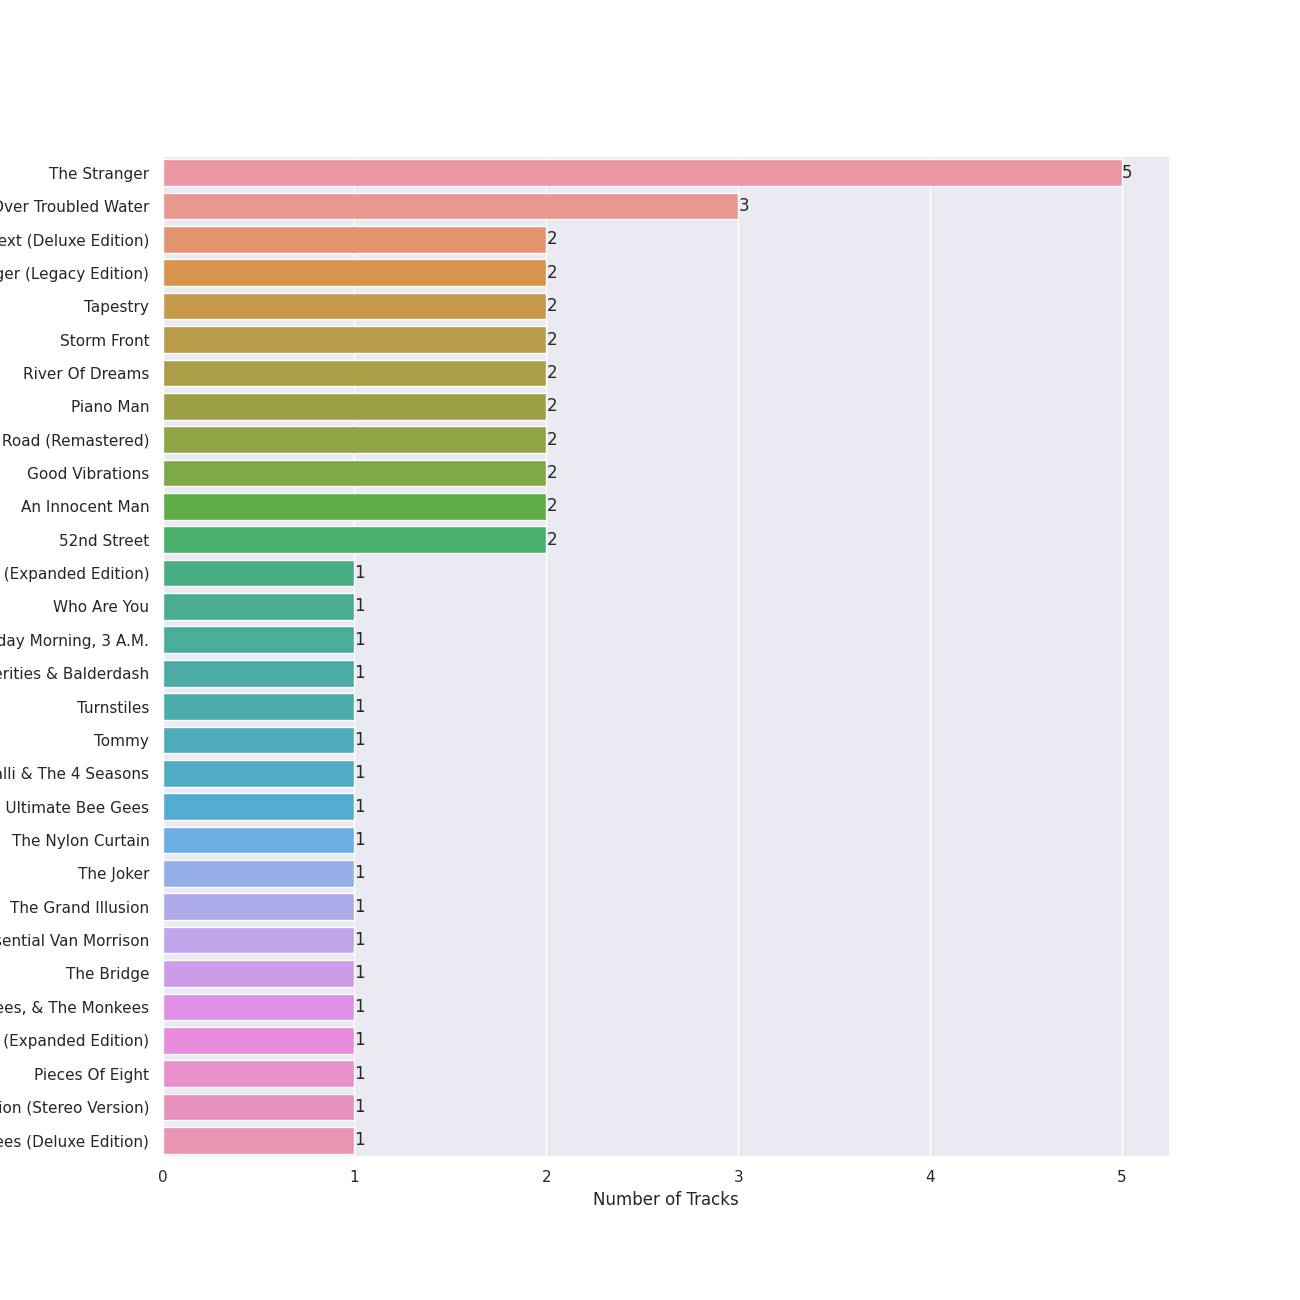 The Stranger 5
Over Troubled Water 3
ext (Deluxe Edition) 2
ger (Legacy Edition) 2
Tapestry 2
Storm Front 2
River Of Dreams 2
Piano Man 2
Road (Remastered) 2
Good Vibrations 2
An Innocent Man 2
52nd Street 2
(Expanded Edition) 1
Who Are You 1
day Morning, 3 A.M. 1
erities & Balderdash 1
Turnstiles 1
Tommy 1
alli & The 4 Seasons 1
Ultimate Bee Gees 1
The Nylon Curtain 1
The Joker 1
The Grand Illusion 1
sential Van Morrison 1
The Bridge 1
ees, & The Monkees 1
(Expanded Edition) 1
Pieces Of Eight 1
ion (Stereo Version) 1
ees (Deluxe Edition) 1
0 1 2 3 4 5
Number of Tracks